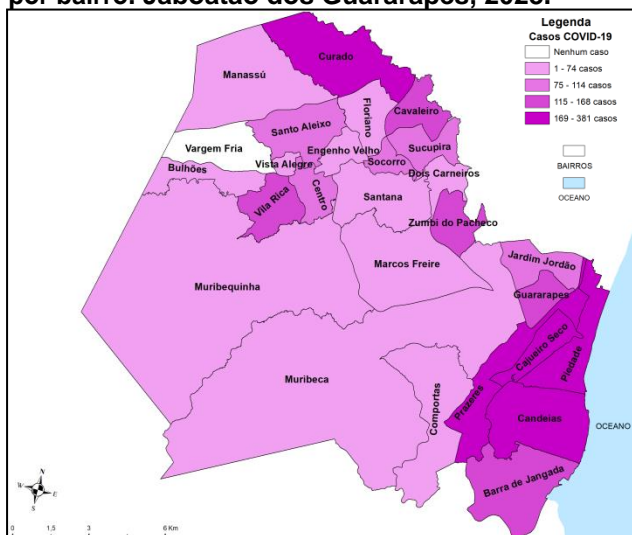 por bairro. Jaboatão dos Guararapes, 2023.
Legenda
Casos COVID-19
Nenhum caso
1 - 74 casos
75 - 114 casos
115 - 168 casos
169 - 381 casos
BAIRROS
OCEANO
Curado
Manassú
Floriano
Cavaleiro
Santo Aleixo
Vargem Fria
Engenho Velho
Sucupira
Vista Alegre
Socorro
Bulhões
Dois Carneiros
Vila Rica
Centro
Santana
Zumbi do Pacheco
Jardim Jordão
Marcos Freire
Muribequinha
Guararapes
Cajueiro Seco
Piedade
Muribeca
Comportas
Prazeres
Candeias
OCEANO
Barra de Jangada
N
W
E
S
0 1,5 3 6 Km